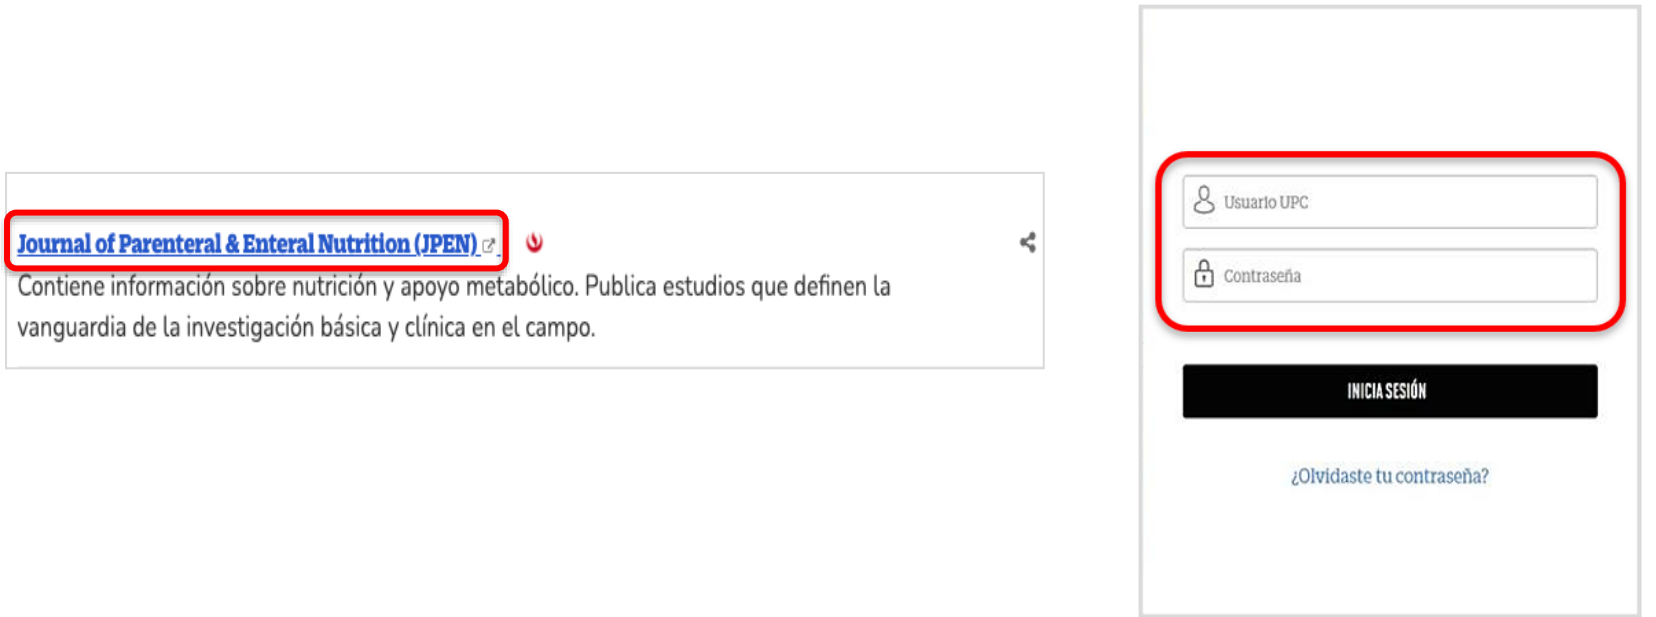 Journal of Parenteral & Enteral Nutrition (JPEN)
Contiene información sobre nutrición y apoyo metabólico. Publica estudios que definen la
vanguardia de la investigación básica y clínica en el campo.
Usuario UPC
Contraseña
INICIA SESIÓN
¿Olvidaste tu contraseña?